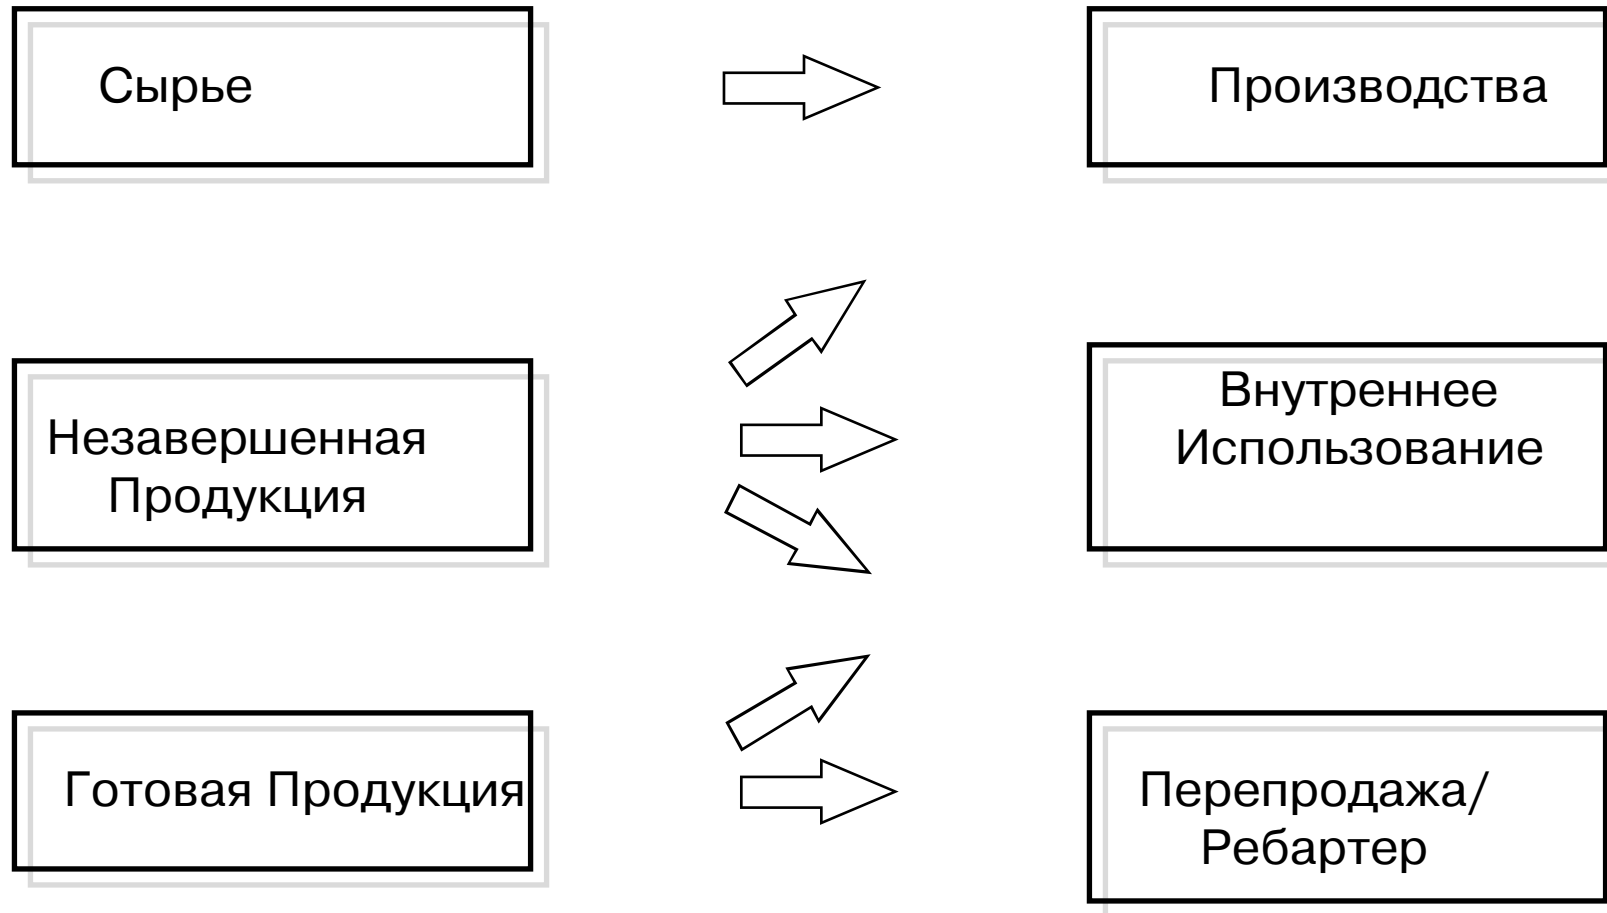 Сырье
Производства
Незавершенная
Продукция
Внутреннее
Использование
Готовая Продукция
Перепродажа/
Ребартер